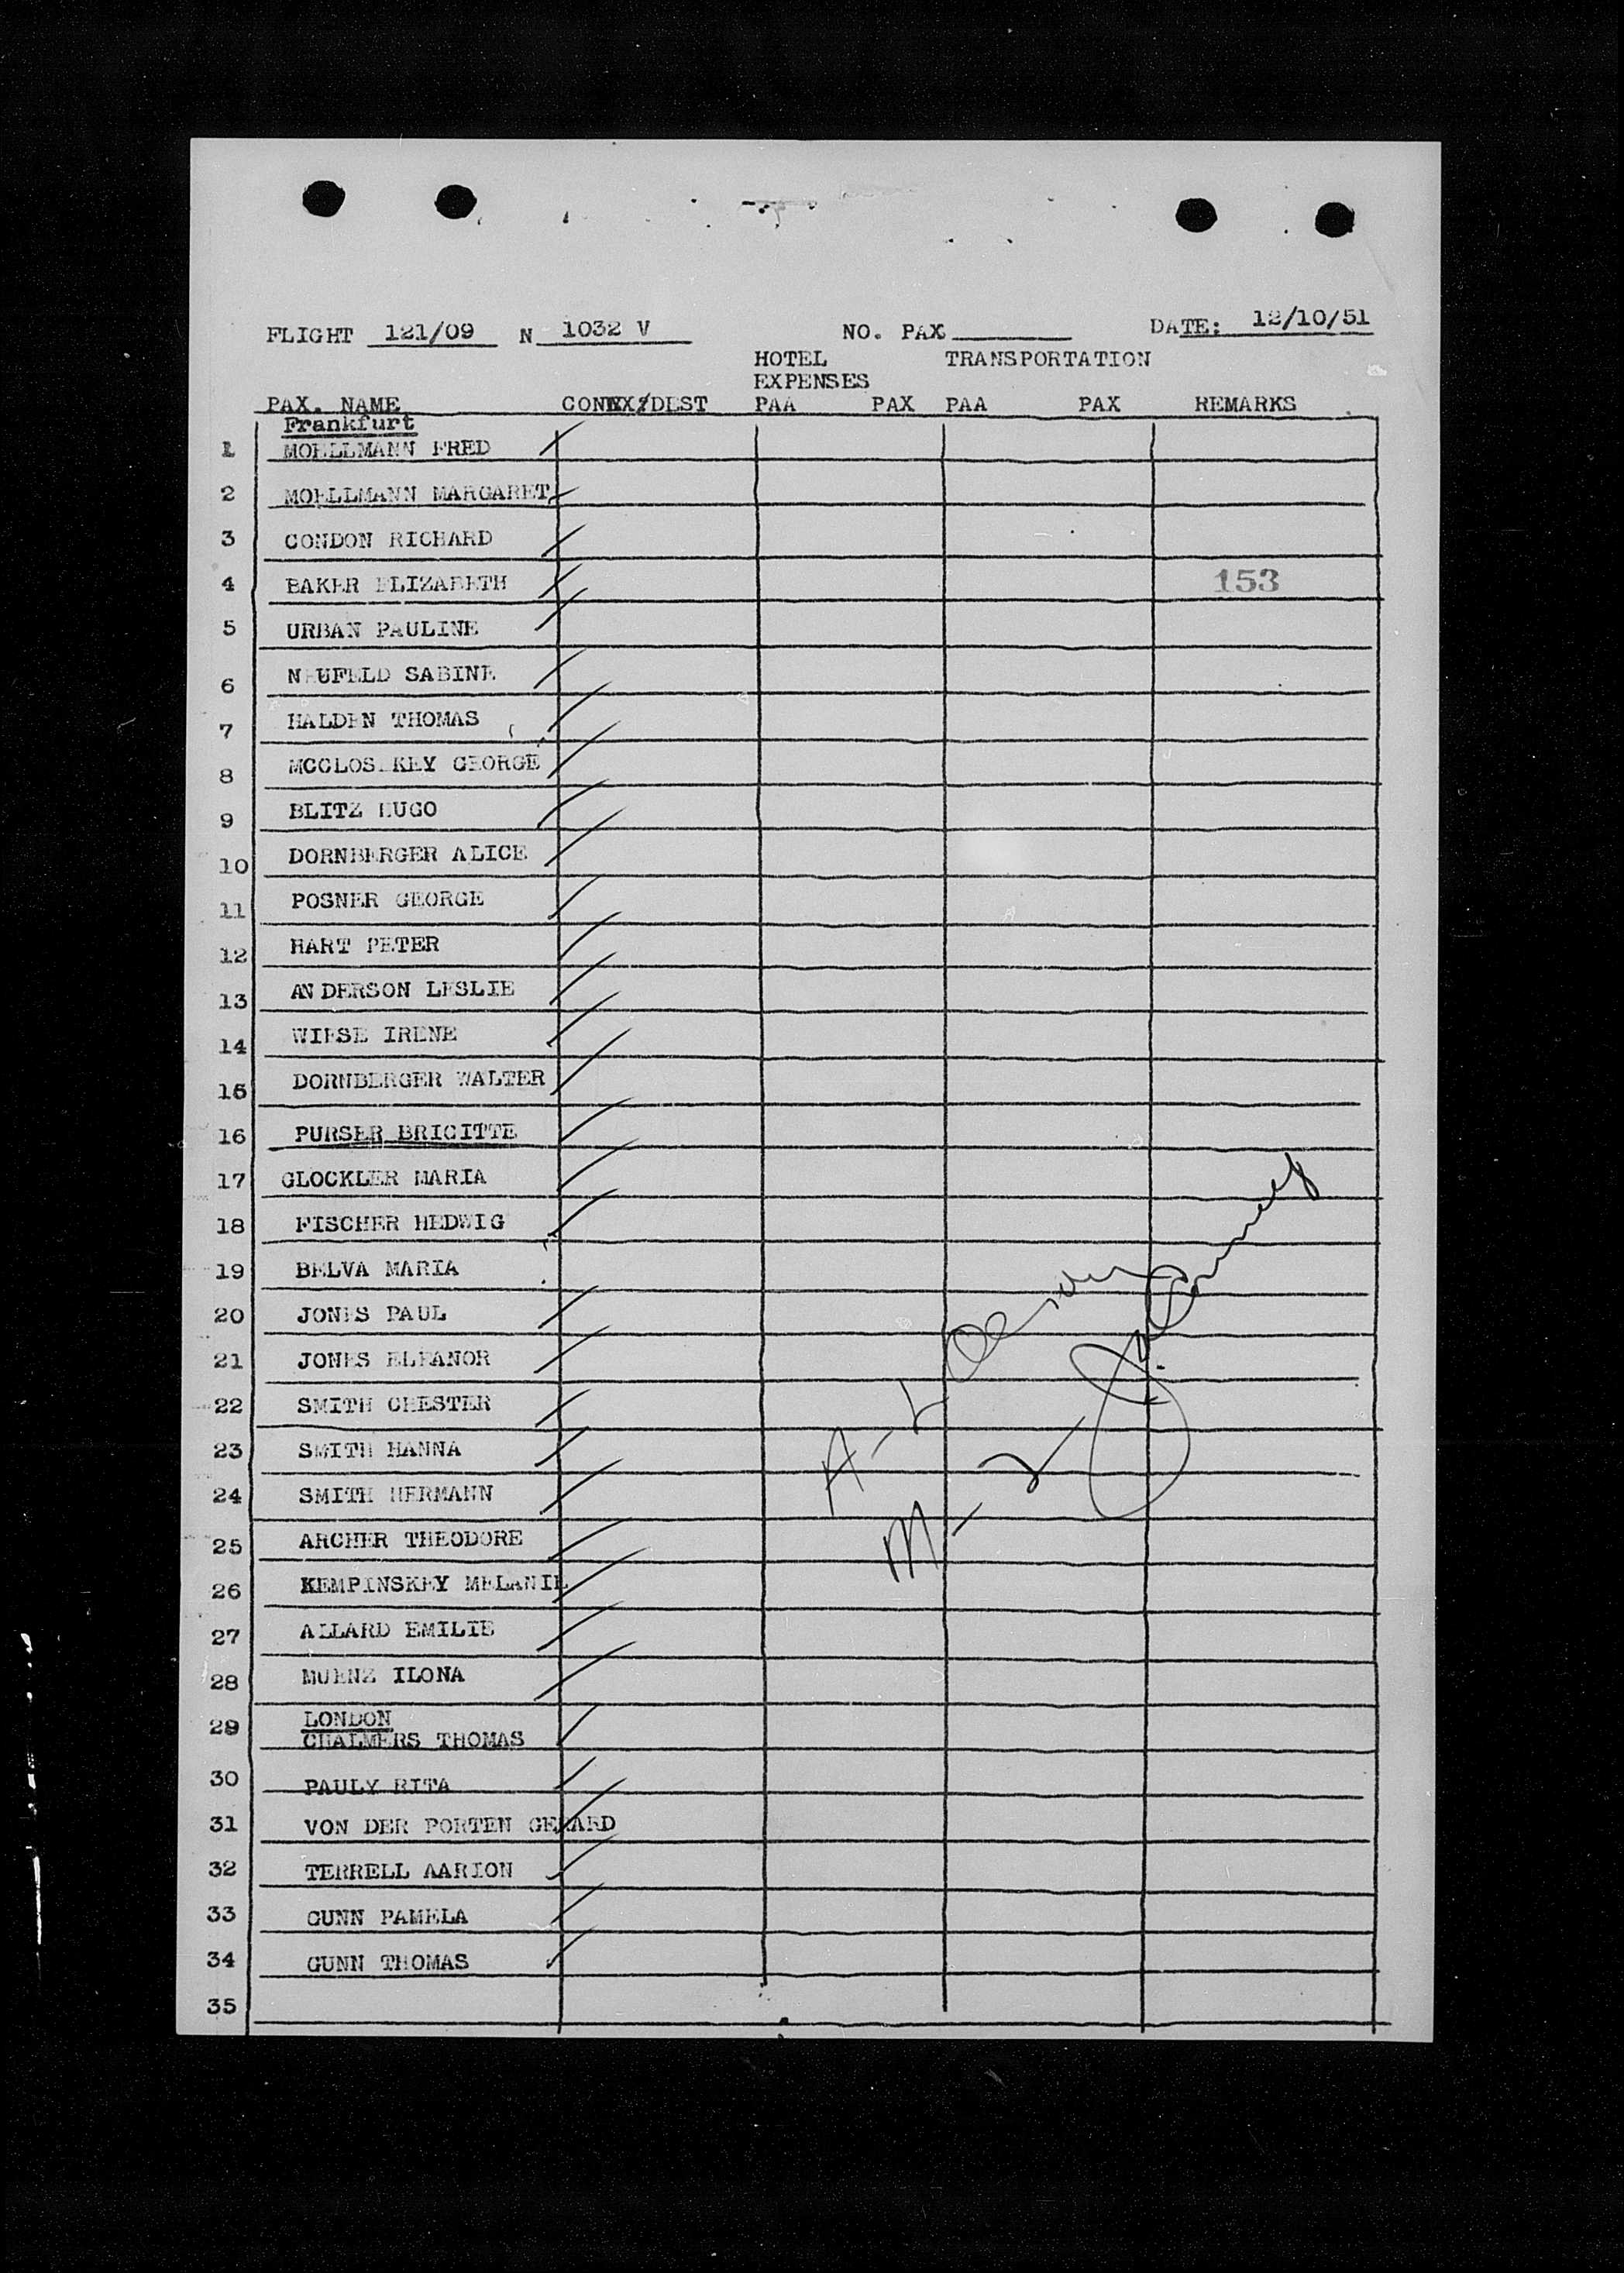 FLIGHT 121/09 N 1032 V NO. PAX DATE: 12/10/51
HOTEL TRANSPORTATION
EXPENSES
PAX. NAME CONNX/DEST PAA PAX PAA PAX REMARKS
Frankfurt
1 MOELLMANN FRED
2 MOELLMANN MARGARET
3 CONDON RICHARD
4 BAKER ELIZABETH 153
5 URBAN PAULINE
6 NEUFELD SABINE
7 HALDEN THOMAS
8 MCCLOSEKEY GEORGE
9 BLITZ HUGO
10 DORNBERGER ALICE
11 POSNER GEORGE
12 HART PETER
13 AN DERSON LESLIE
14 WIESE IRENE
15 DORNBERGER WALTER
16 PURSER BRIGITTE
17 GLOCKLER MARIA
18 FISCHER HEDWIG
19 BELVA MARIA
20 JONES PAUL
21 JONES ELEANOR
22 SMITH CHESTER
23 SMITH HANNA
24 SMITH HERMANN
25 ARCHER THEODORE
26 KEMPINSKEY MELANIE
27 ALLARD EMILIE
28 MUENZ ILONA
LONDON
29 CHALMERS THOMAS
30 PAULY RITA
31 VON DER PORTEN GERARD
32 TERRELL AARION
33 GUNN PAMELA
34 GUNN THOMAS
35
A-
M-